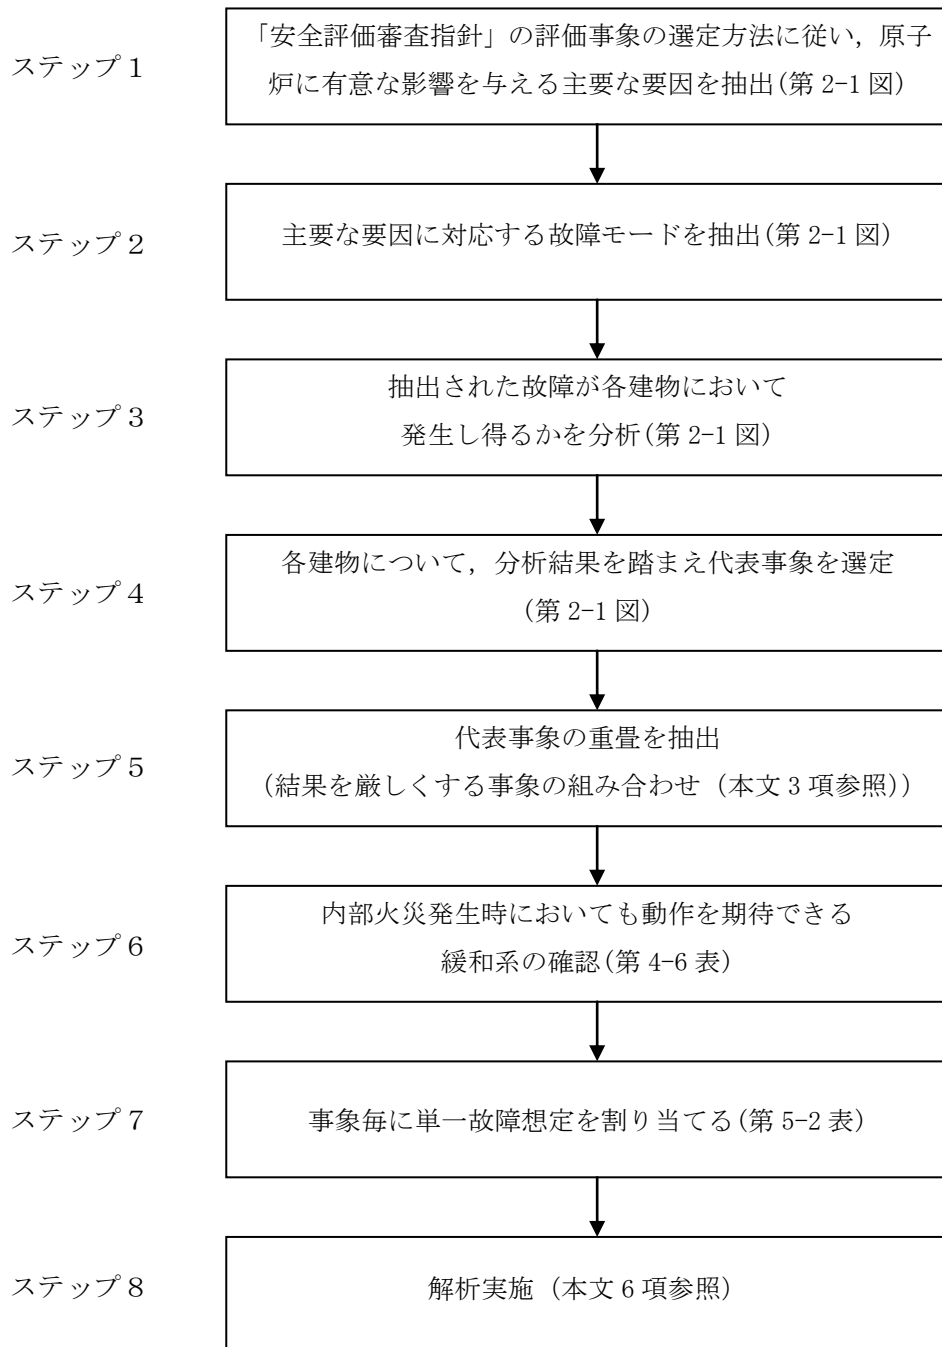 ステップ1
「安全評価審査指針」の評価事象の選定方法に従い，原子
炉に有意な影響を与える主要な要因を抽出(第 2-1 図)
ステップ2
主要な要因に対応する故障モードを抽出(第 2-1 図)
ステップ3
抽出された故障が各建物において
発生し得るかを分析(第 2-1 図)
ステップ4
各建物について，分析結果を踏まえ代表事象を選定
(第 2-1 図)
ステップ5
代表事象の重畳を抽出
(結果を厳しくする事象の組み合わせ (本文 3 項参照))
ステップ6
内部火災発生時においても動作を期待できる
緩和系の確認(第 4-6 表)
ステップ7
事象毎に単一故障想定を割り当てる(第 5-2 表)
ステップ8
解析実施 (本文 6 項参照)